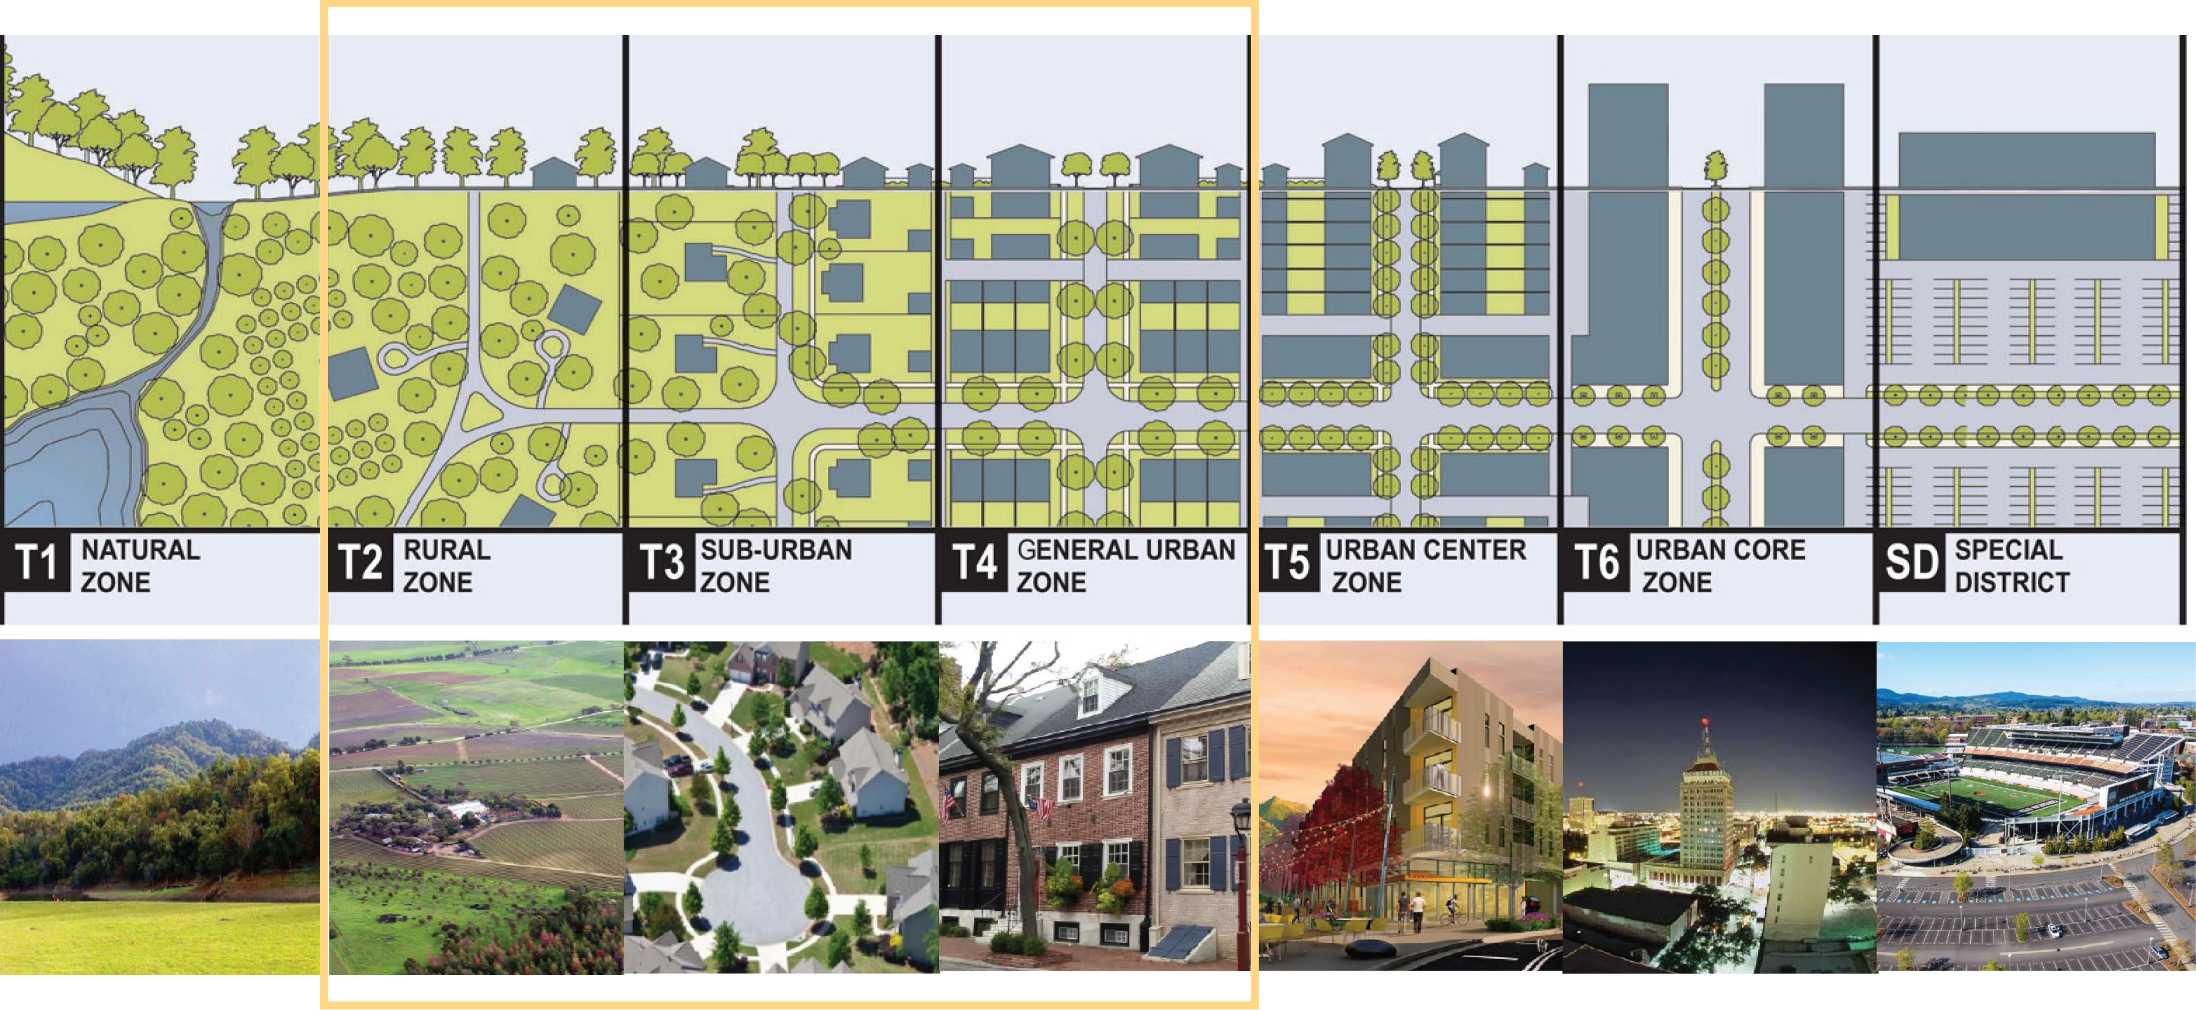 T1 NATURAL
ZONE
T2 RURAL
ZONE
T3 SUB-URBAN
ZONE
T4 GENERAL URBAN
ZONE
T5 URBAN CENTER
ZONE
T6 URBAN CORE
ZONE
SD SPECIAL
DISTRICT